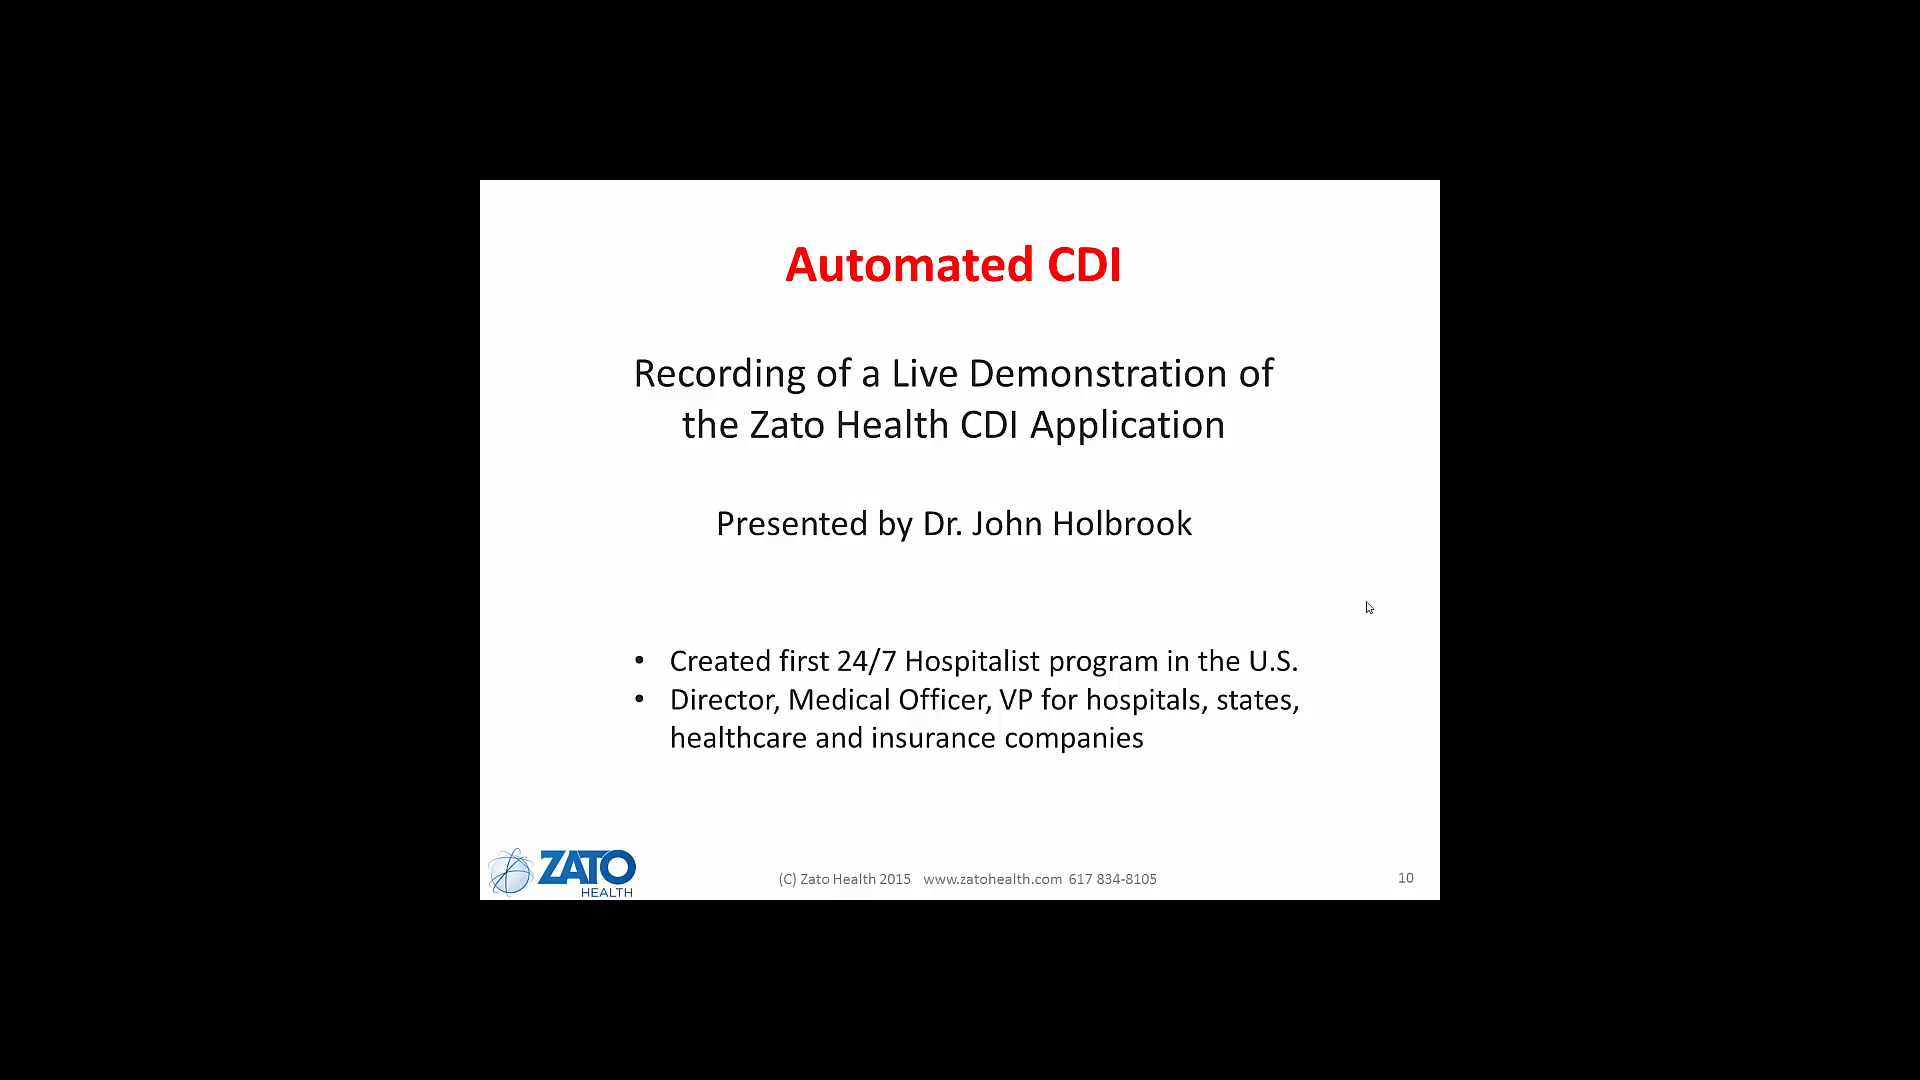 Automated CDI
Recording of a Live Demonstration of
the Zato Health CDI Application
Presented by Dr. John Holbrook
• Created first 24/7 Hospitalist program in the U.S.
• Director, Medical Officer, VP for hospitals, states,
healthcare and insurance companies
ZATO
HEALTH
(C) Zato Health 2015 www.zatohealth.com 617 834-8105
10